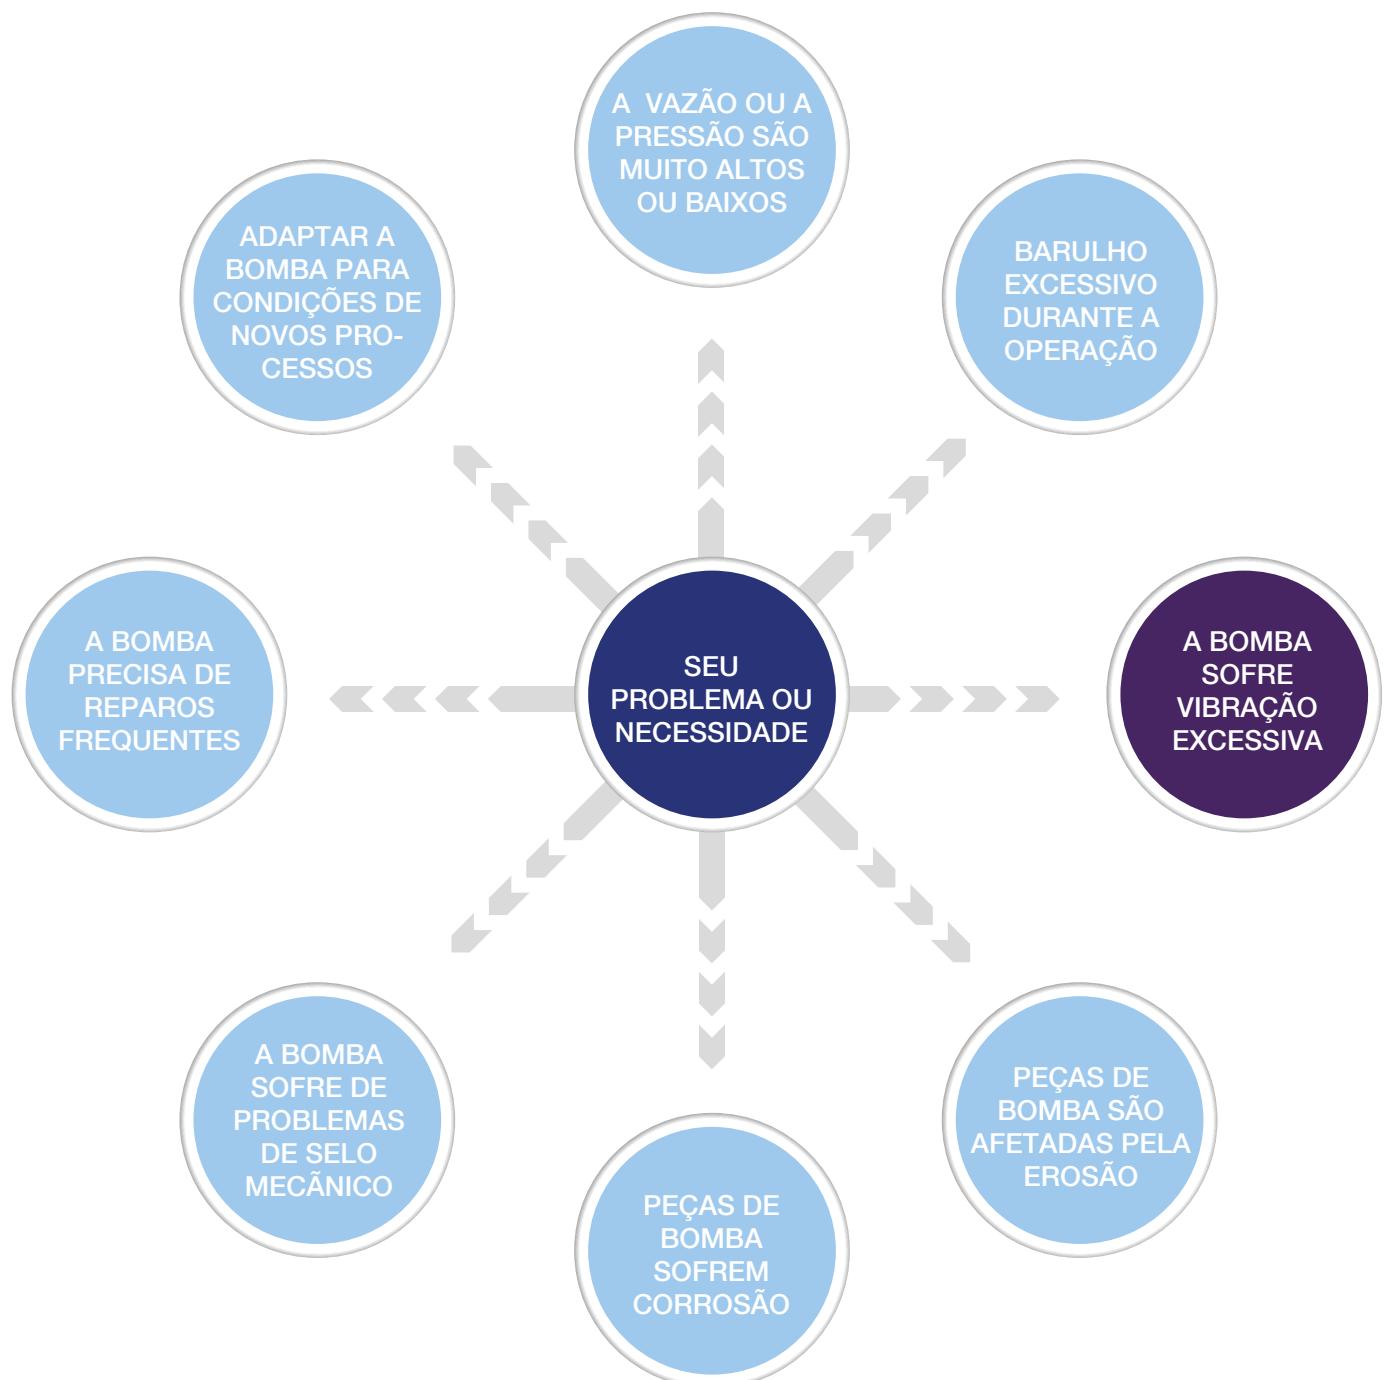 A  VAZÃO OU A
PRESSÃO SÃO
MUITO ALTOS
OU BAIXOS
ADAPTAR A
BOMBA PARA
CONDIÇÕES DE
NOVOS PRO-
CESSOS
BARULHO
EXCESSIVO
DURANTE A
OPERAÇÃO
A BOMBA
PRECISA DE
REPAROS
FREQUENTES
SEU
PROBLEMA OU
NECESSIDADE
A BOMBA
SOFRE
VIBRAÇÃO
EXCESSIVA
A BOMBA
SOFRE DE
PROBLEMAS
DE SELO
MECÃNICO
PEÇAS DE
BOMBA SÃO
AFETADAS PELA
EROSÃO
PEÇAS DE
BOMBA
SOFREM
CORROSÃO